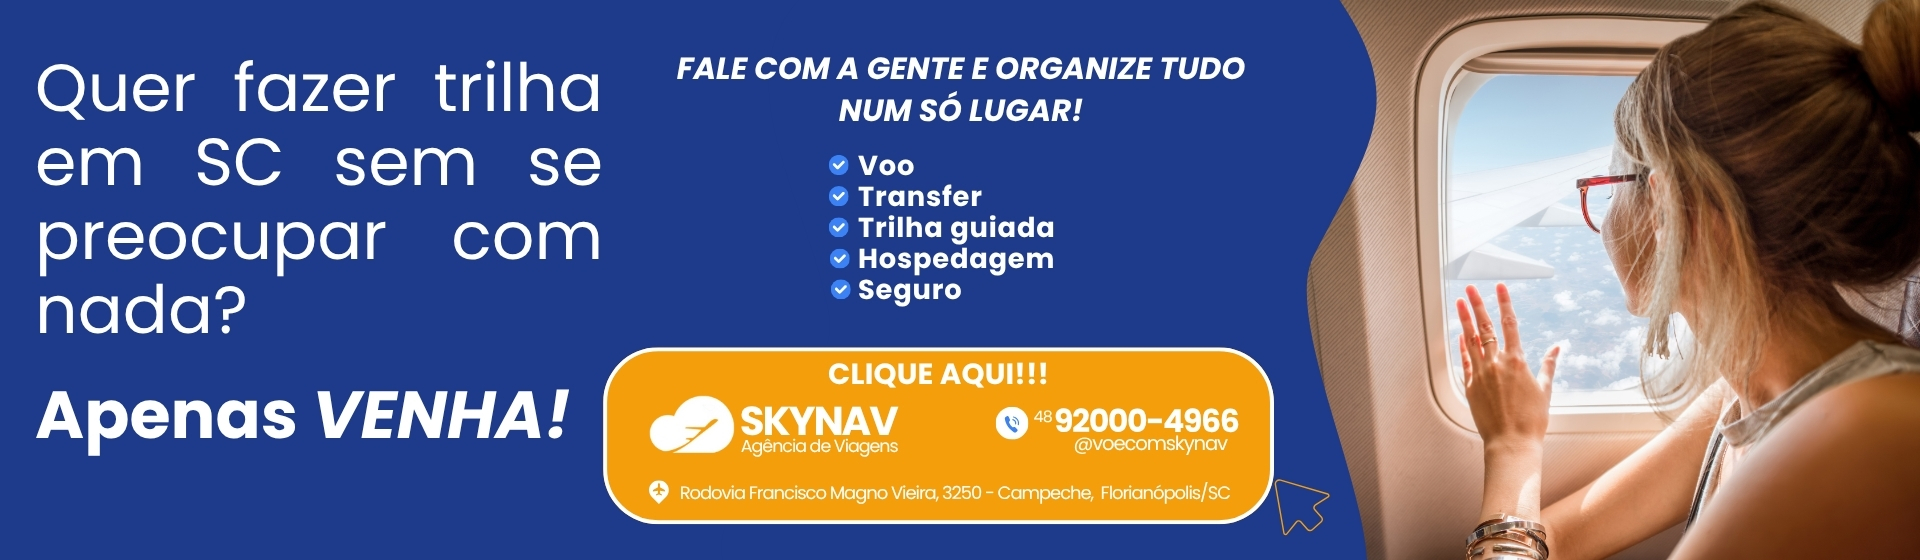 Quer fazer trilha
em SC sem se
preocupar com
nada?
Apenas VENHA!
FALE COM A GENTE E ORGANIZE TUDO
NUM SÓ LUGAR!
Voo
Transfer
Trilha guiada
Hospedagem
Seguro
CLIQUE AQUI!!!
SKYNAV
Agência de Viagens
48 92000-4966
@voecomskynav
Rodovia Francisco Magno Vieira, 3250 - Campeche, Florianópolis/SC